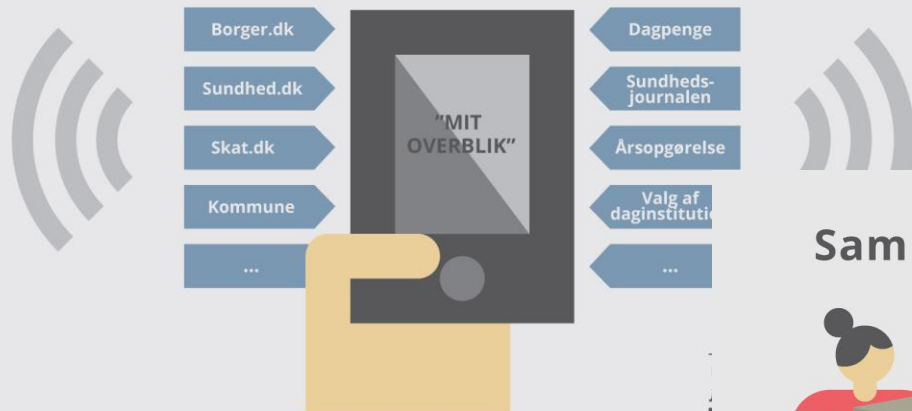 Borger.dk
Sundhed.dk
Skat.dk
Kommune
...
"MIT
OVERBLIK"
Dagpenge
Sundheds-
journalen
Årsopgørelse
Valg af
...
Sam